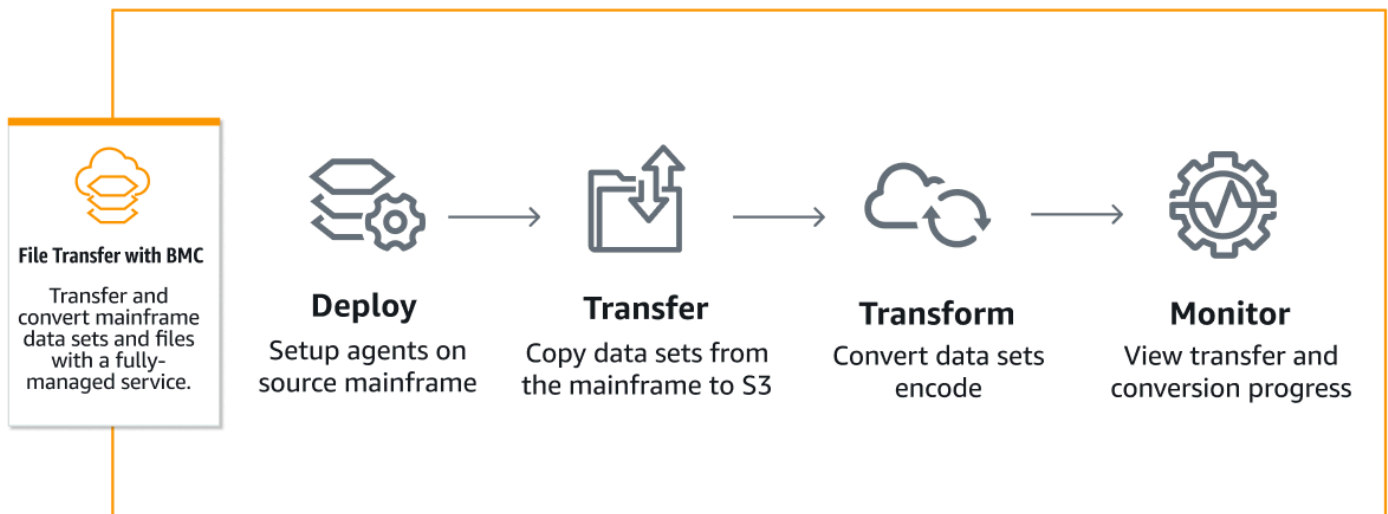 File Transfer with BMC
Transfer and
convert mainframe
data sets and files
with a fully-
managed service.
Deploy
Setup agents on
source mainframe
Transfer
Copy data sets from
the mainframe to S3
Transform
Convert data sets
encode
Monitor
View transfer and
conversion progress